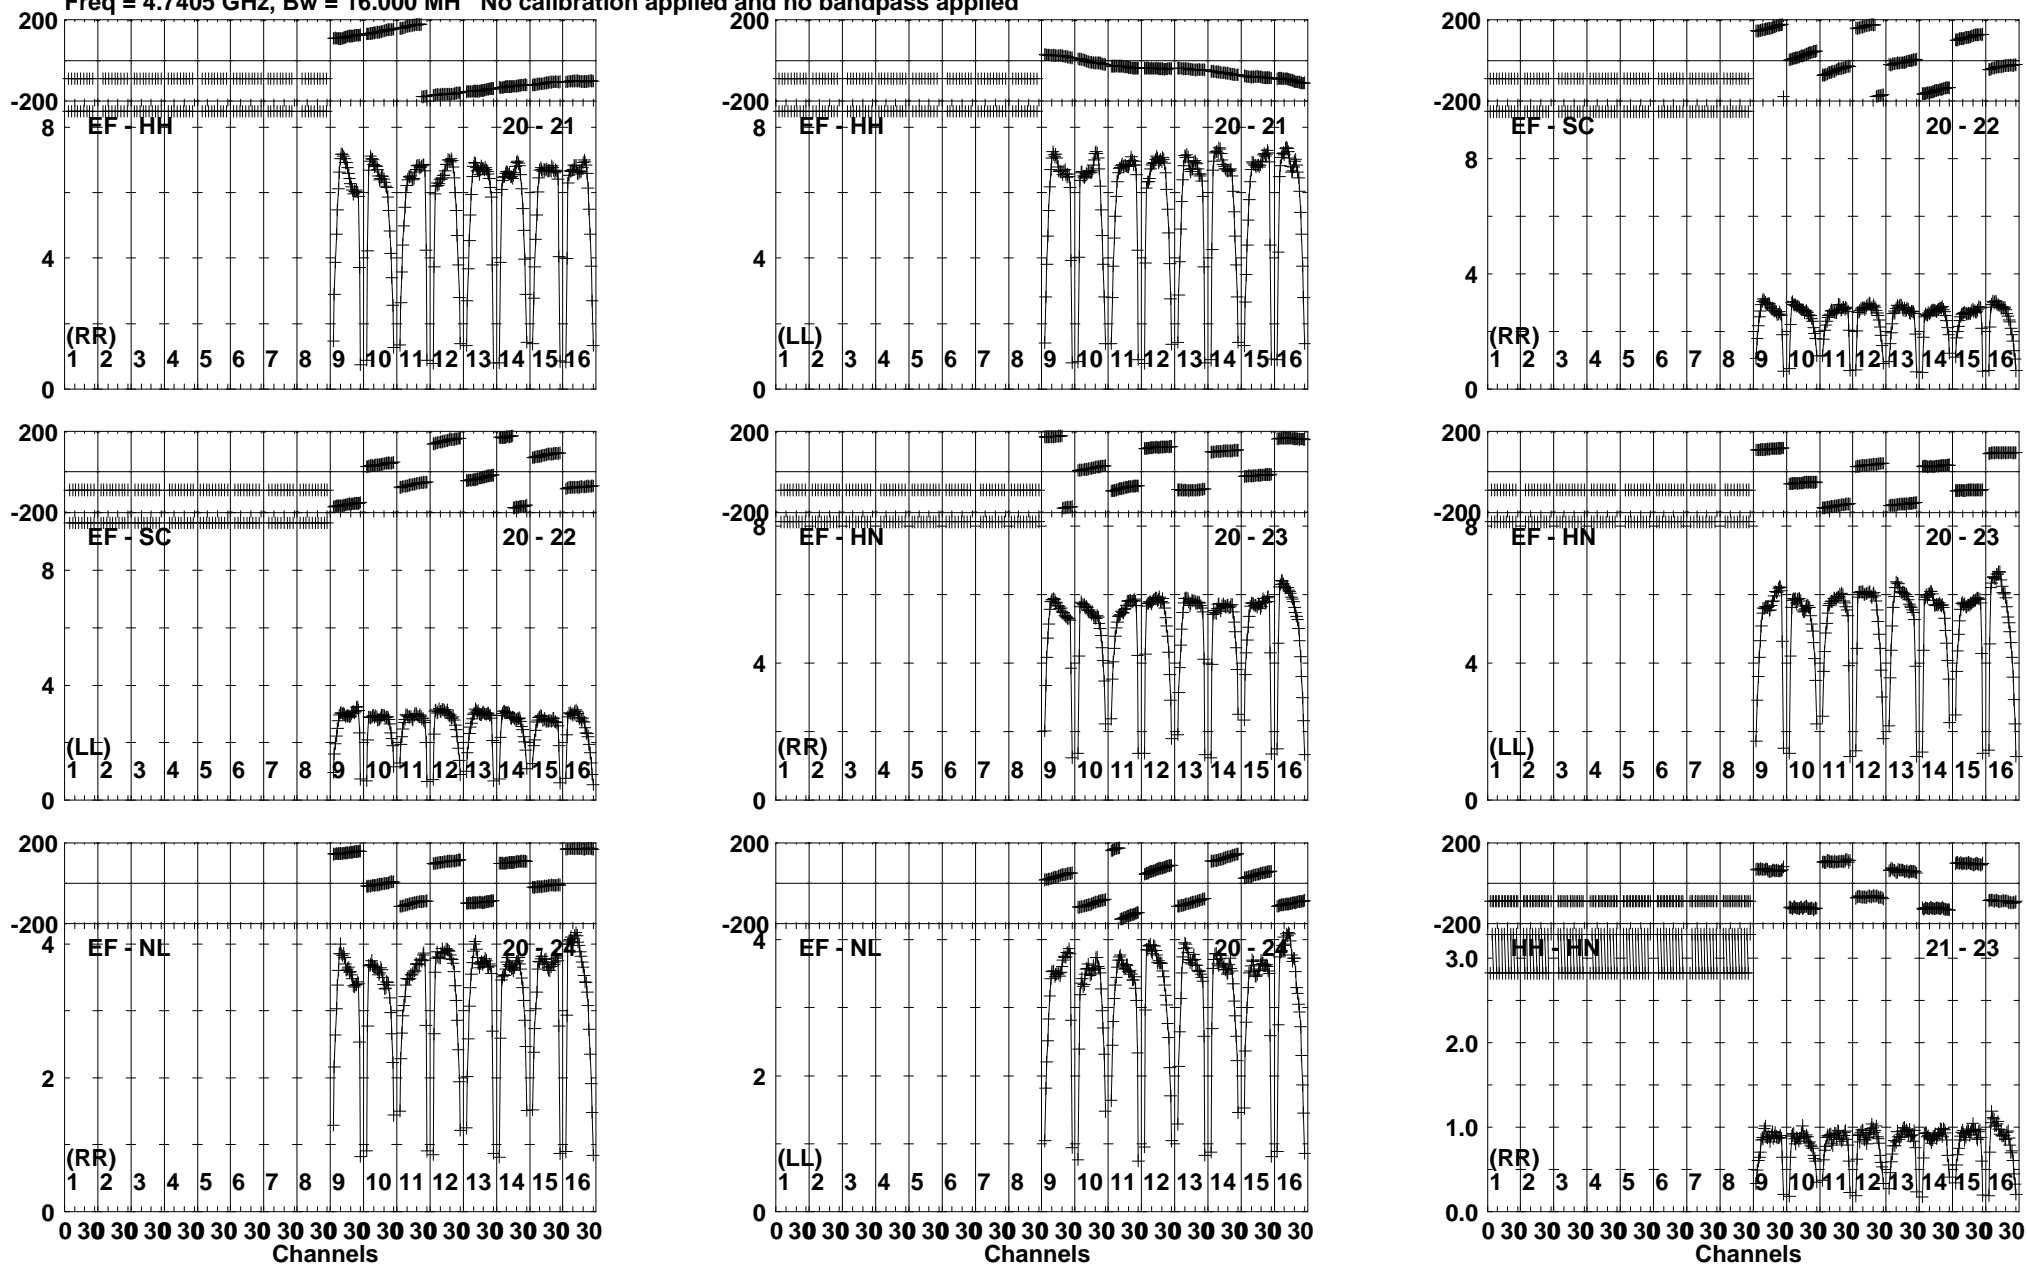 Freq = 4.7405 GHz, Bw = 16.000 MH No calibration applied and no bandpass applied
200
-200
EF - HH 20 - 21
8
4
(RR)
1 2 3 4 5 6 7 8 9 10 11 12 13 14 15 16
0
200
-200
EF - HH 20 - 21
8
4
(LL)
1 2 3 4 5 6 7 8 9 10 11 12 13 14 15 16
0
200
-200
EF - SC 20 - 22
8
4
(RR)
1 2 3 4 5 6 7 8 9 10 11 12 13 14 15 16
0
200
-200
EF - SC 20 - 22
8
4
(LL)
1 2 3 4 5 6 7 8 9 10 11 12 13 14 15 16
0
200
-200
8
EF - HN 20 - 23
4
(RR)
1 2 3 4 5 6 7 8 9 10 11 12 13 14 15 16
0
200
-200
8
EF - HN 20 - 23
4
(LL)
1 2 3 4 5 6 7 8 9 10 11 12 13 14 15 16
0
200
-200
4
EF - NL 20 - 24
2
(RR)
1 2 3 4 5 6 7 8 9 10 11 12 13 14 15 16
0
0 30 0 30 0 30 0 30 0 30 0 30 0 30 0 30 0 30 0 30 0 30 0 30 0 30 0 30 0 30 0 30
Channels
200
-200
4
EF - NL 20 - 24
2
(LL)
1 2 3 4 5 6 7 8 9 10 11 12 13 14 15 16
0
0 30 0 30 0 30 0 30 0 30 0 30 0 30 0 30 0 30 0 30 0 30 0 30 0 30 0 30 0 30 0 30
Channels
200
-200
HH - HN 21 - 23
3.0
2.0
1.0
(RR)
1 2 3 4 5 6 7 8 9 10 11 12 13 14 15 16
0.0
0 30 0 30 0 30 0 30 0 30 0 30 0 30 0 30 0 30 0 30 0 30 0 30 0 30 0 30 0 30 0 30
Channels